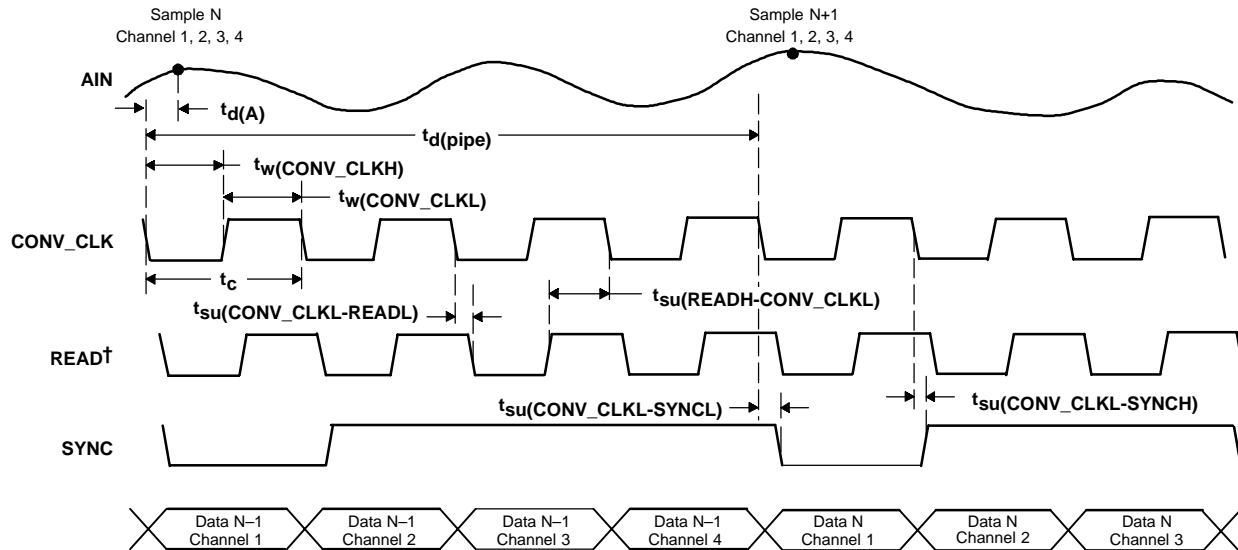 Sample N
Channel 1, 2, 3, 4
Sample N+1
Channel 1, 2, 3, 4
AIN
td(A)
td(pipe)
tw(CONV_CLKH)
tw(CONV_CLKL)
CONV_CLK
tc
tsu(CONV_CLKL-READL)
tsu(READH-CONV_CLKL)
READ†
tsu(CONV_CLKL-SYNCL)
tsu(CONV_CLKL-SYNCH)
SYNC
Data N–1
Channel 1
Data N–1
Channel 2
Data N–1
Channel 3
Data N–1
Channel 4
Data N
Channel 1
Data N
Channel 2
Data N
Channel 3